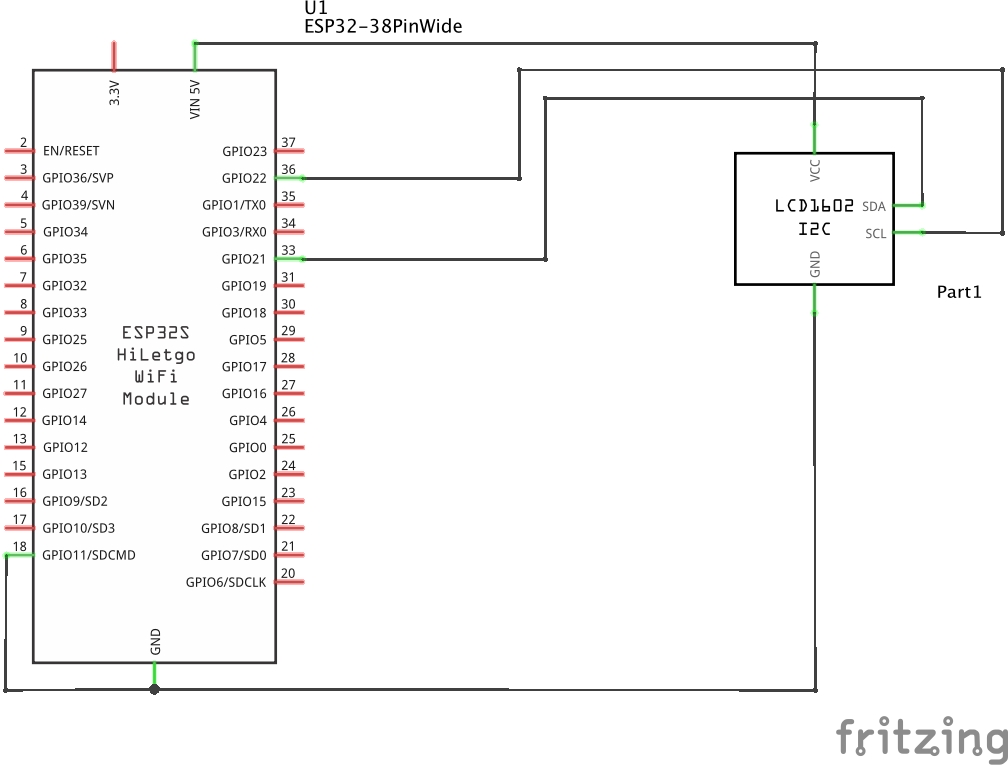 U1
ESP32-38PinWide
3.3V
VIN 5V
2 EN/RESET
3 GPIO36/SVP
4 GPIO39/SVN
5 GPIO34
6 GPIO35
7 GPIO32
8 GPIO33
9 GPIO25
10 GPIO26
11 GPIO27
12 GPIO14
13 GPIO12
15 GPIO13
16 GPIO9/SD2
17 GPIO10/SD3
18 GPIO11/SDCMD
ESP32S
HiLetgo
WiFi
Module
GPIO23 37
GPIO22 36
GPIO1/TX0 35
GPIO3/RX0 34
GPIO21 33
GPIO19 31
GPIO18 30
GPIO5 29
GPIO17 28
GPIO16 27
GPIO4 26
GPIO0 25
GPIO2 24
GPIO15 23
GPIO8/SD1 22
GPIO7/SD0 21
GPIO6/SDCLK 20
GND
VCC
LCD1602
I2C
SDA
SCL
GND
Part1
fritzing